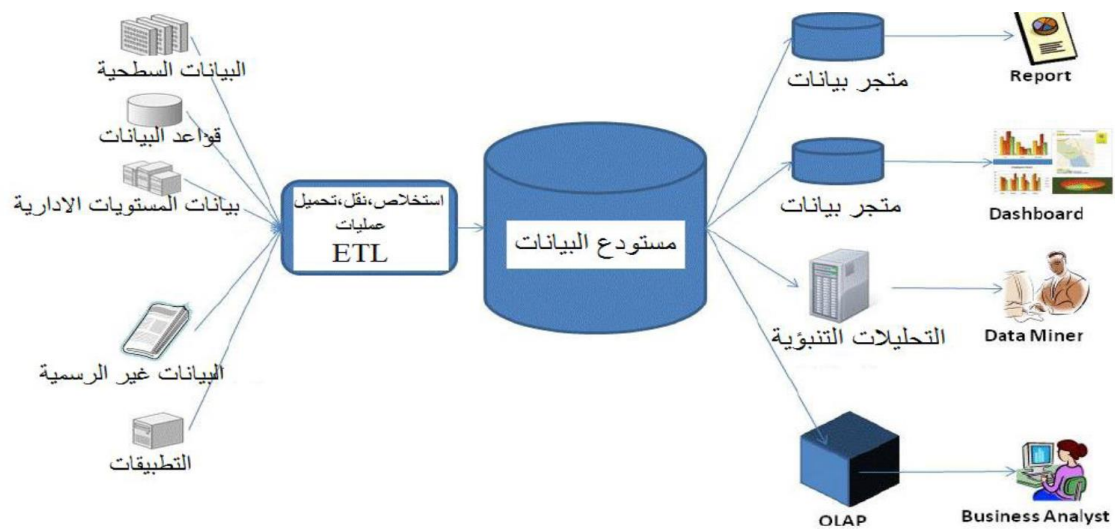 البيانات السطحية
قواعد البيانات
بيانات المستويات الادارية
البيانات غير الرسمية
التطبيقات
استخلاص،نقل،تحميل
عمليات
ETL
مستودع البيانات
متجر بيانات
Report
متجر بيانات
Dashboard
التحليلات التنبؤية
Data Miner
OLAP
Business Analyst